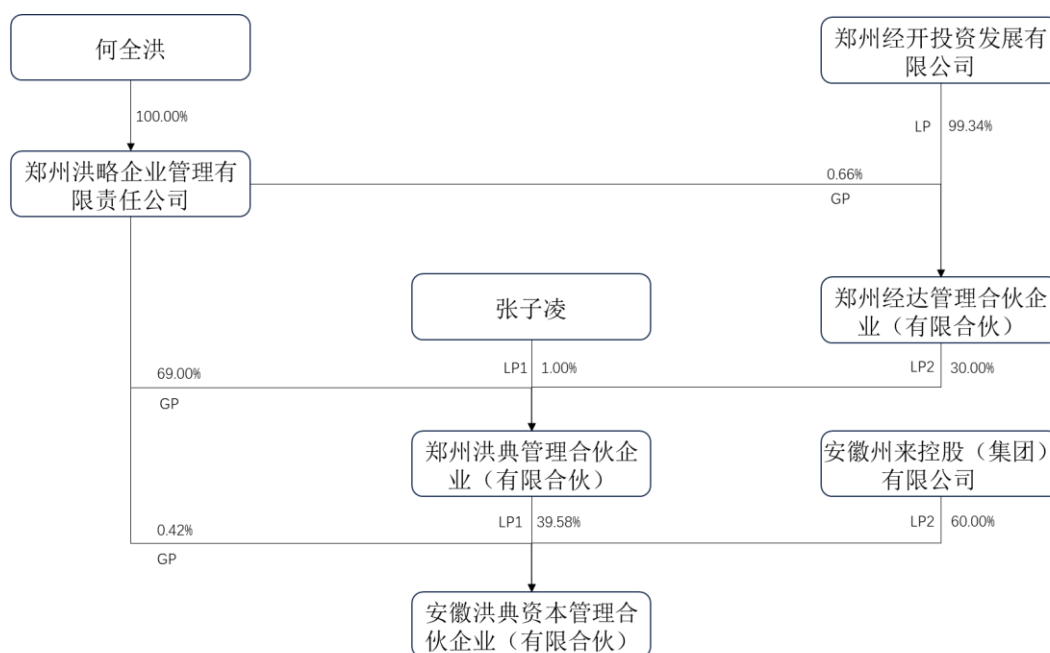 何全洪
郑州经开投资发展有
限公司
100.00%
LP 99.34%
郑州洪略企业管理有
限责任公司
0.66%
GP
张子凌
郑州经达管理合伙企
业（有限合伙）
69.00%
GP
LP1 1.00%
LP2 30.00%
郑州洪典管理合伙企
业（有限合伙）
安徽州来控股（集团）
有限公司
0.42%
GP
LP1 39.58%
LP2 60.00%
安徽洪典资本管理合
伙企业（有限合伙）